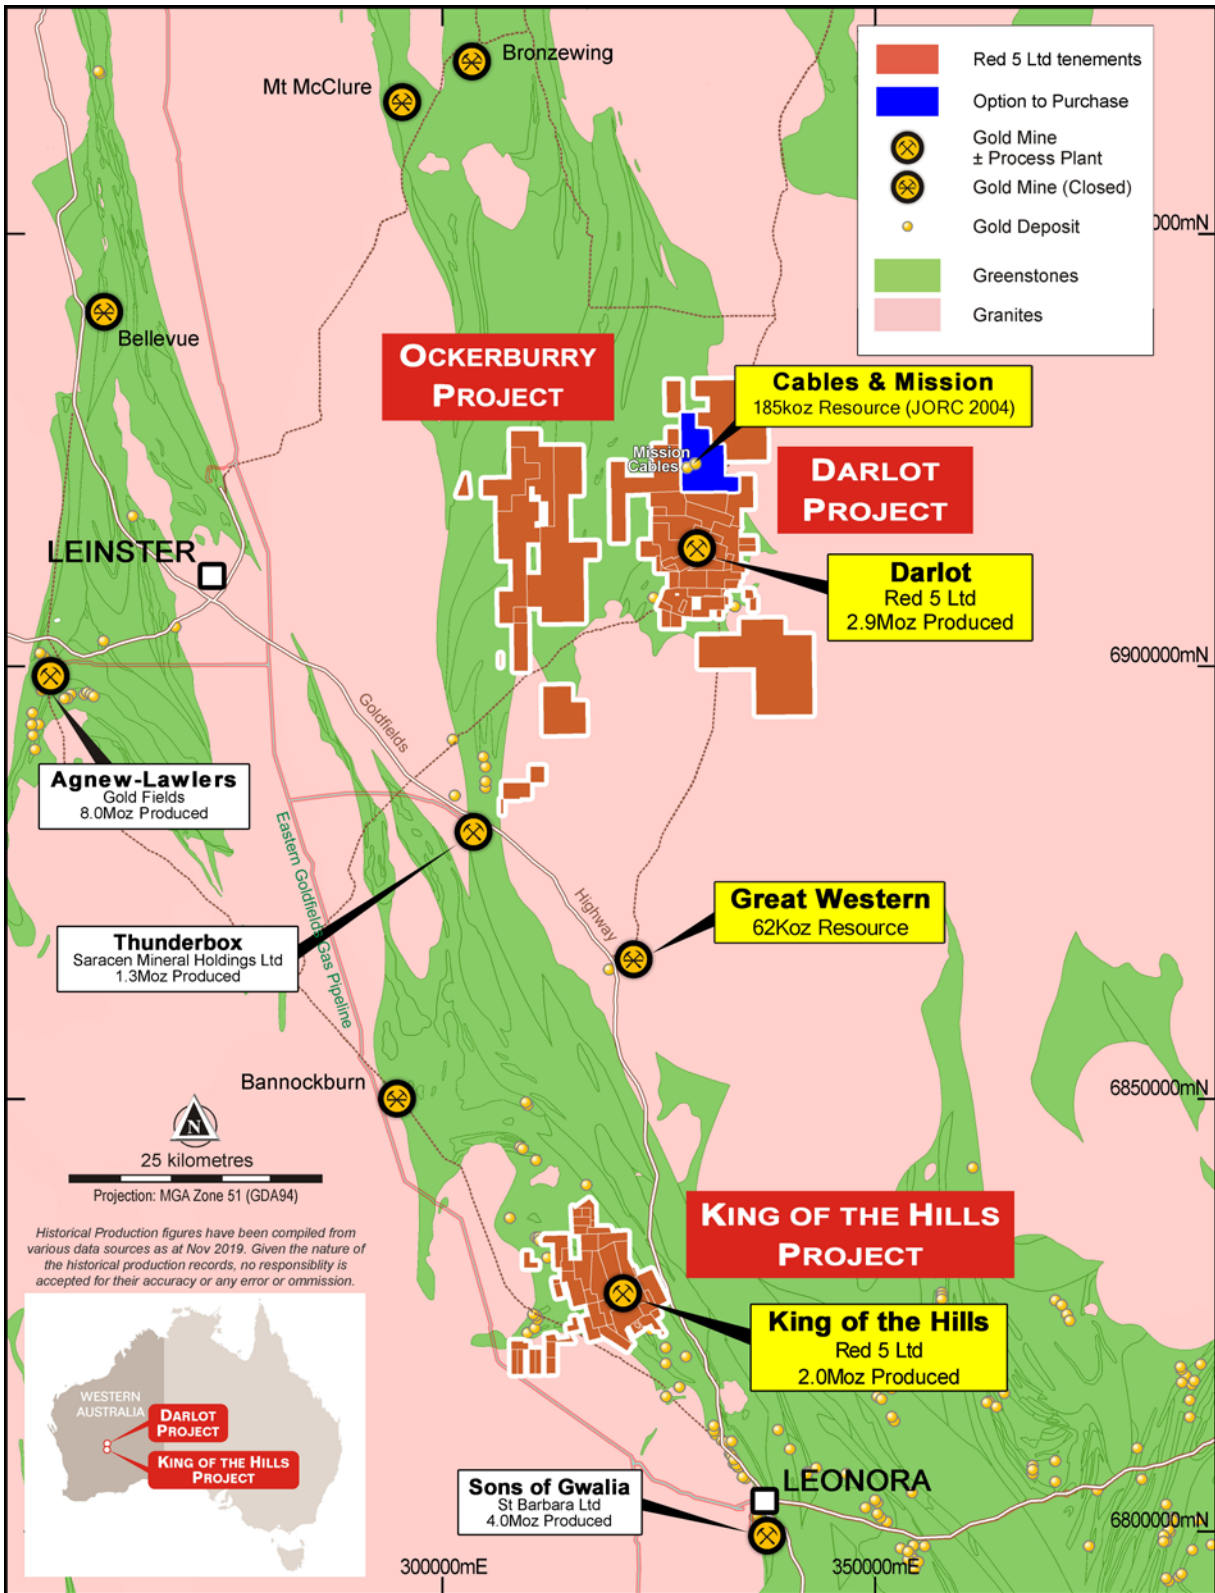 Bronzewing
Mt McClure
Red 5 Ltd tenements
Option to Purchase
Gold Mine
± Process Plant
Gold Mine (Closed)
Gold Deposit
Greenstones
Granites
000mN
Bellevue
OCKERBURRY
PROJECT
Cables & Mission
185koz Resource (JORC 2004)
Mission
Cables
DARLOT
PROJECT
LEINSTER
Darlot
Red 5 Ltd
2.9Moz Produced
6900000mN
Goldfields
Agnew-Lawlers
Gold Fields
8.0Moz Produced
Eastern Goldfields Gas Pipeline
Highway
Great Western
62Koz Resource
Thunderbox
Saracen Mineral Holdings Ltd
1.3Moz Produced
Bannockburn
6850000mN
N
25 kilometres
Projection: MGA Zone 51 (GDA94)
KING OF THE HILLS
PROJECT
Historical Production figures have been compiled from
various data sources as at Nov 2019. Given the nature of
the historical production records, no responsiblity is
accepted for their accuracy or any error or ommission.
King of the Hills
Red 5 Ltd
2.0Moz Produced
WESTERN
AUSTRALIA
DARLOT
PROJECT
KING OF THE HILLS
PROJECT
Sons of Gwalia
St Barbara Ltd
4.0Moz Produced
LEONORA
6800000mN
300000mE
350000mE